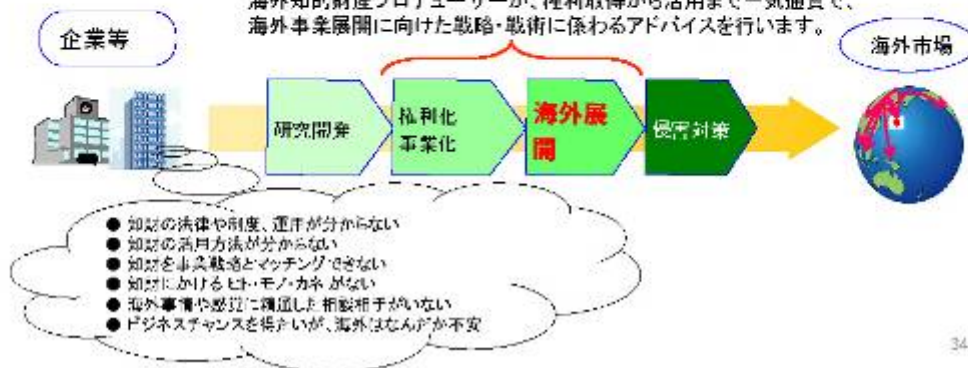 海外知的財産プロデューサーが、権利取得から活用まで一気通貫で、
海外事業展開に向けた戦略・戦術に係わるアドバイスを行います。
企業等
海外市場
研究開発
権利化
事業化
海外展
開
侵害対策
● 知財の法律や制度、運用が分からない
● 知財の活用方法が分からない
● 知財を事業戦略とマッチングできない
● 知財にかけるヒト・モノ・カネがない
● 海外事情や感覚に精通した相談相手がいない
● ビジネスチャンスを得たいが、海外はなんだか不安
34